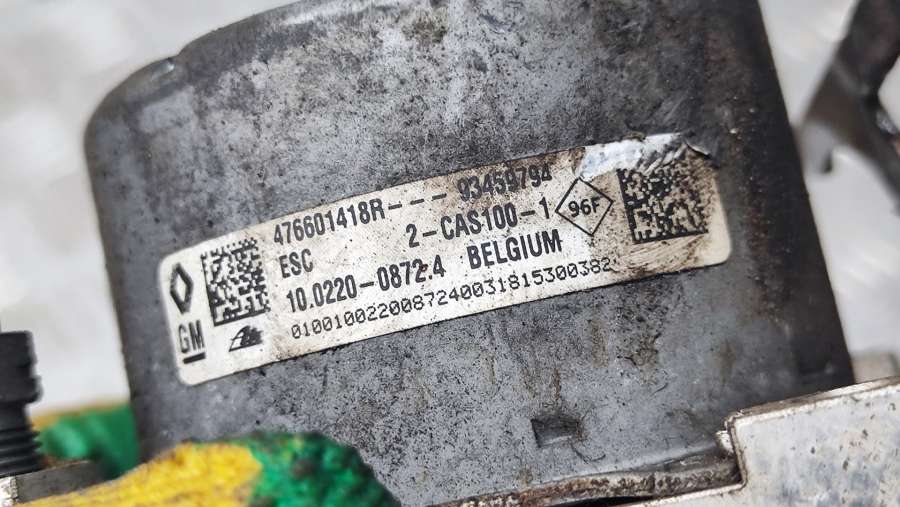 476601418R--- 93459794
ESC 2-CAS100-1 96F
10.0220-0872.4 BELGIUM
0100100220087240031815300382
GM